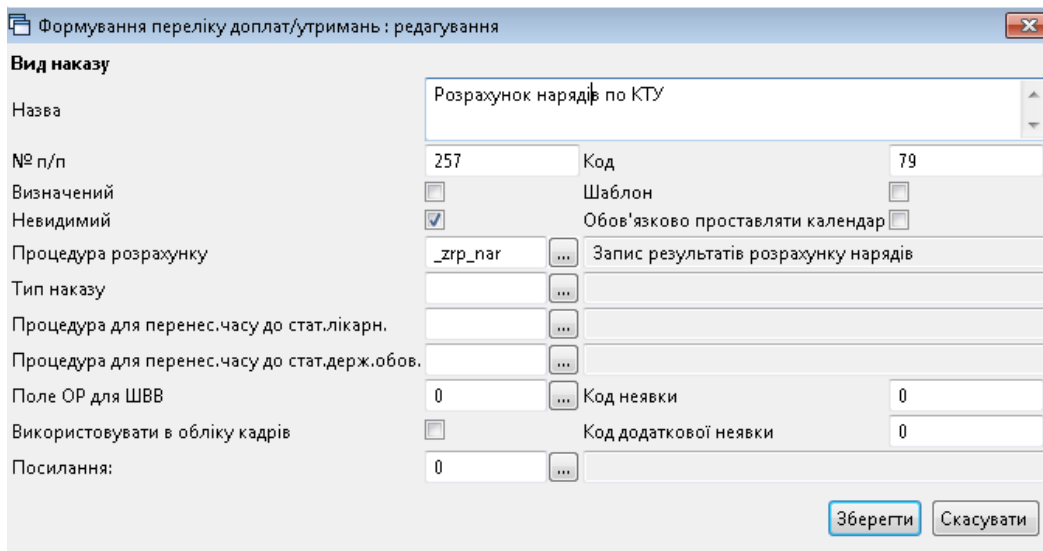 Формування переліку доплат/утримань : редагування
Вид наказу
Назва
Розрахунок нарядів по КТУ
№ п/п 257 Код 79
Визначений Шаблон
Невидимий Обов'язково проставляти календар
Процедура розрахунку _zrp_nar ... Запис результатів розрахунку нарядів
Тип наказу ...
Процедура для перенес.часу до стат.лікарн. ...
Процедура для перенес.часу до стат.держ.обов. ...
Поле ОР для ШВВ 0 ... Код неявки 0
Використовувати в обліку кадрів Код додаткової неявки 0
Посилання: 0 ...
Зберегти Скасувати